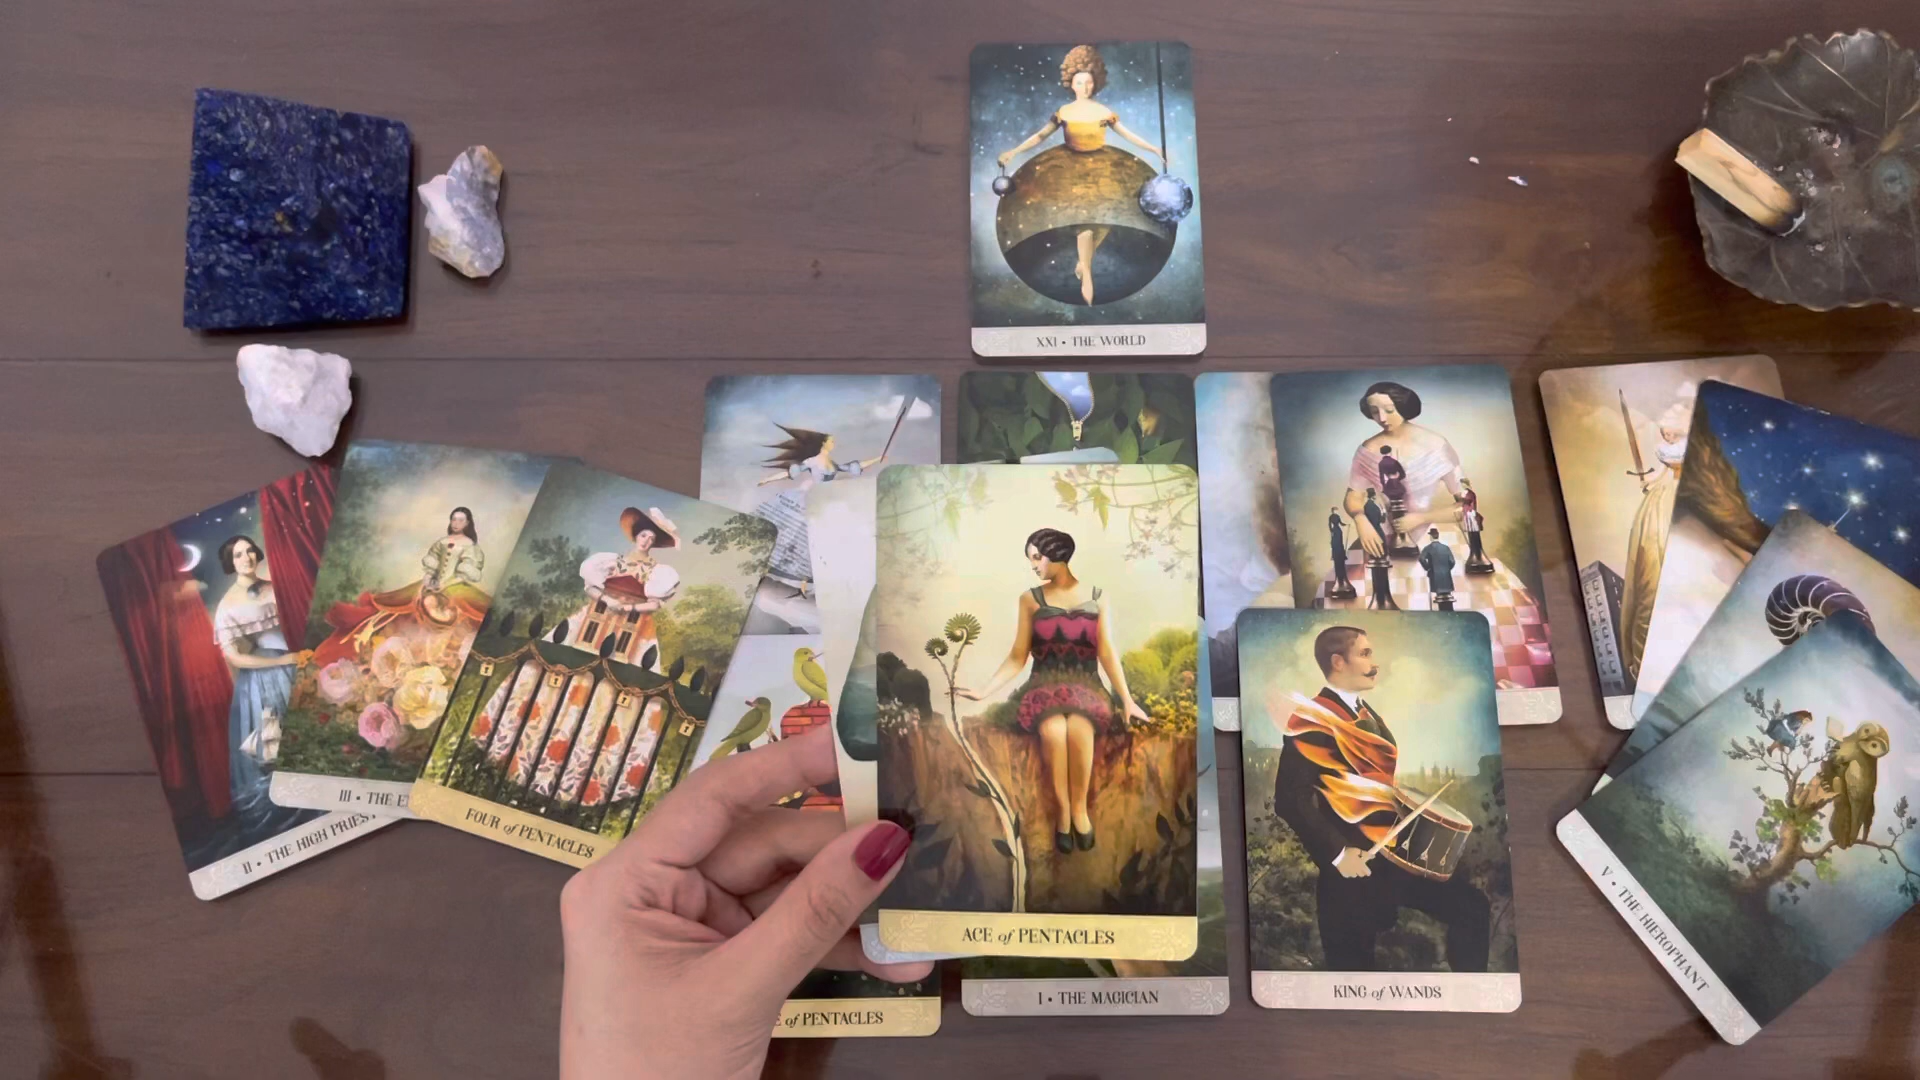 XXI • THE WORLD
III • THE E
II • THE HIGH PRIEST
FOUR of PENTACLES
ACE of PENTACLES
I • THE MAGICIAN
KING of WANDS
V • THE HIEROPHANT
E of PENTACLES